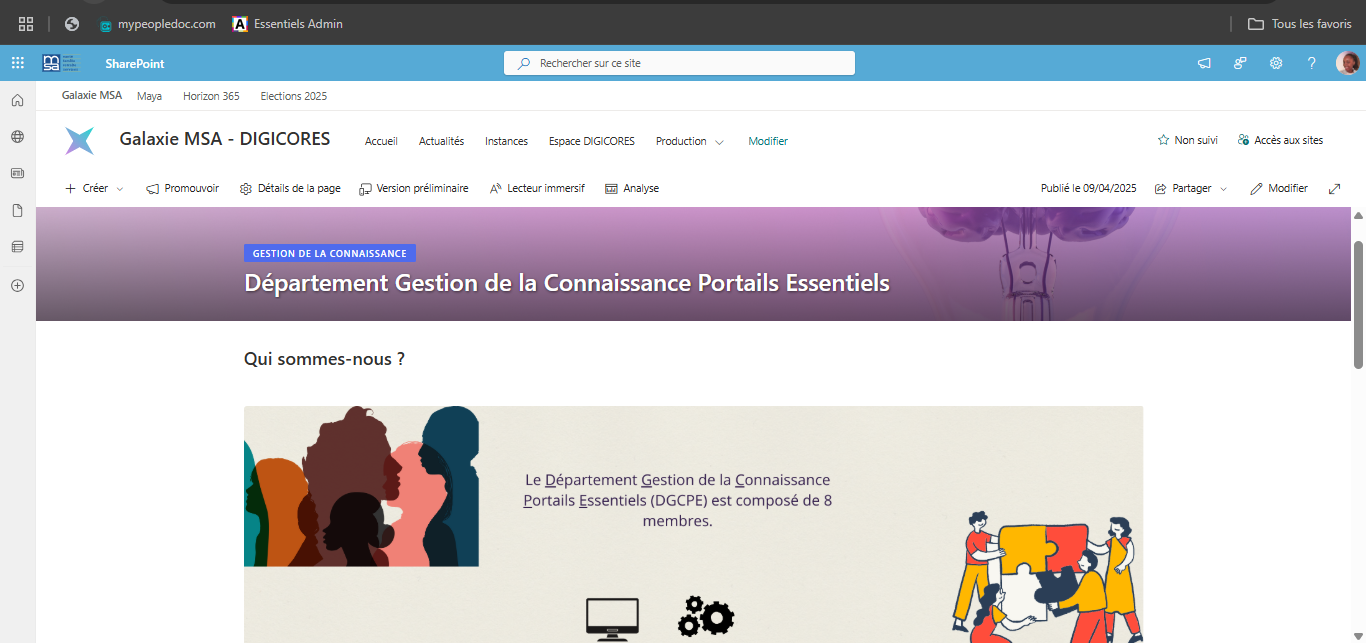 mypeopledoc.com
A Essentiels Admin
Tous les favoris
msa
SharePoint
Rechercher sur ce site
?
Galaxie MSA
Maya
Horizon 365
Elections 2025
Galaxie MSA - DIGICORES
Accueil
Actualités
Instances
Espace DIGICORES
Production
Modifier
Non suivi
Accès aux sites
Créer
Promouvoir
Détails de la page
Version préliminaire
Lecteur immersif
Analyse
Publié le 09/04/2025
Partager
Modifier
GESTION DE LA CONNAISSANCE
Département Gestion de la Connaissance Portails Essentiels
Qui sommes-nous ?
Le Département Gestion de la Connaissance
Portails Essentiels (DGCPE) est composé de 8
membres.